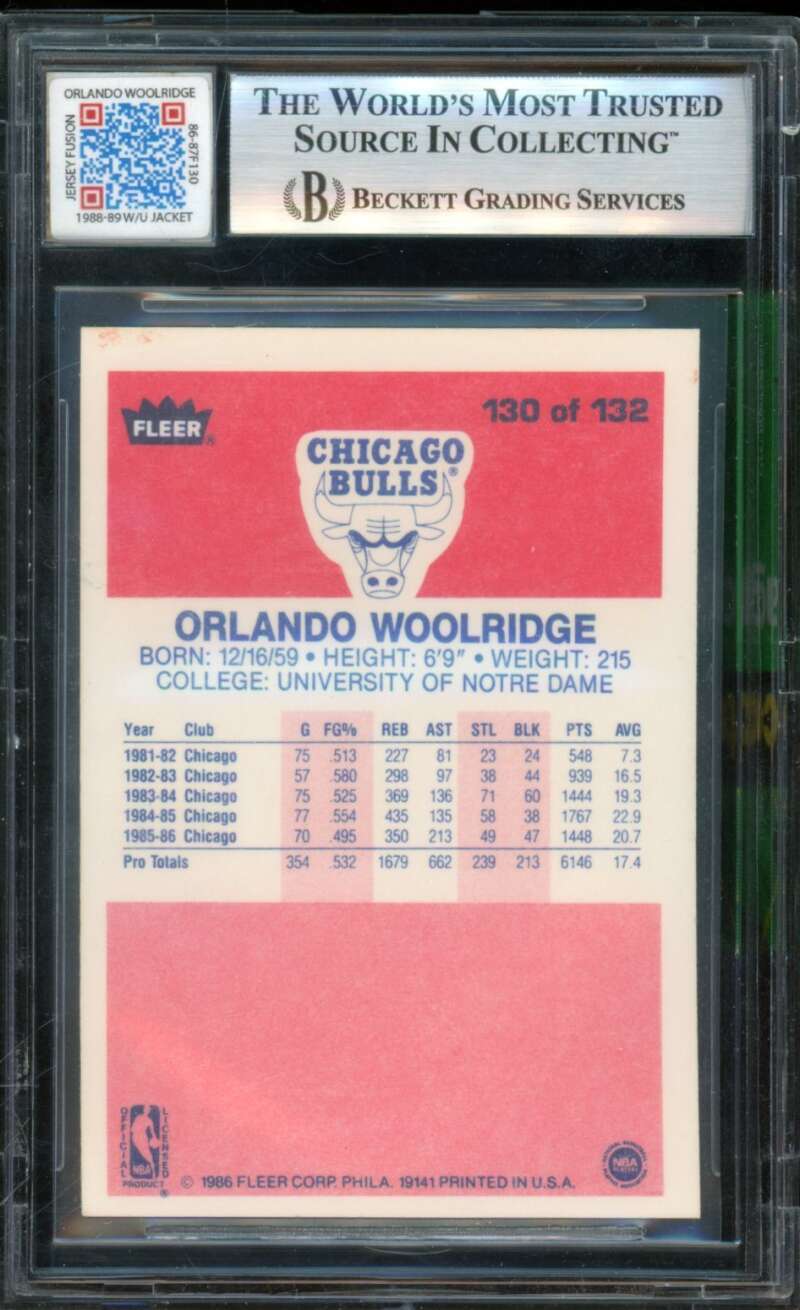 ORLANDO WOOLRIDGE
JERSEY FUSION
86-87F130
1988-89 W/U JACKET
THE WORLD'S MOST TRUSTED
SOURCE IN COLLECTING™
B BECKETT GRADING SERVICES
FLEER®
130 of 132
CHICAGO
BULLS®
ORLANDO WOOLRIDGE
BORN: 12/16/59 • HEIGHT: 6'9" • WEIGHT: 215
COLLEGE: UNIVERSITY OF NOTRE DAME
Year Club G FG% REB AST STL BLK PTS AVG
1981-82 Chicago 75 .513 227 81 23 24 548 7.3
1982-83 Chicago 57 .580 298 97 38 44 939 16.5
1983-84 Chicago 75 .525 369 136 71 60 1444 19.3
1984-85 Chicago 77 .554 435 135 58 38 1767 22.9
1985-86 Chicago 70 .495 350 213 49 47 1448 20.7
Pro Totals 354 .532 1679 662 239 213 6146 17.4
OFFICIAL
LICENSED
NBA
PRODUCT ®
© 1986 FLEER CORP. PHILA. 19141 PRINTED IN U.S.A.
NBA
PLAYERS